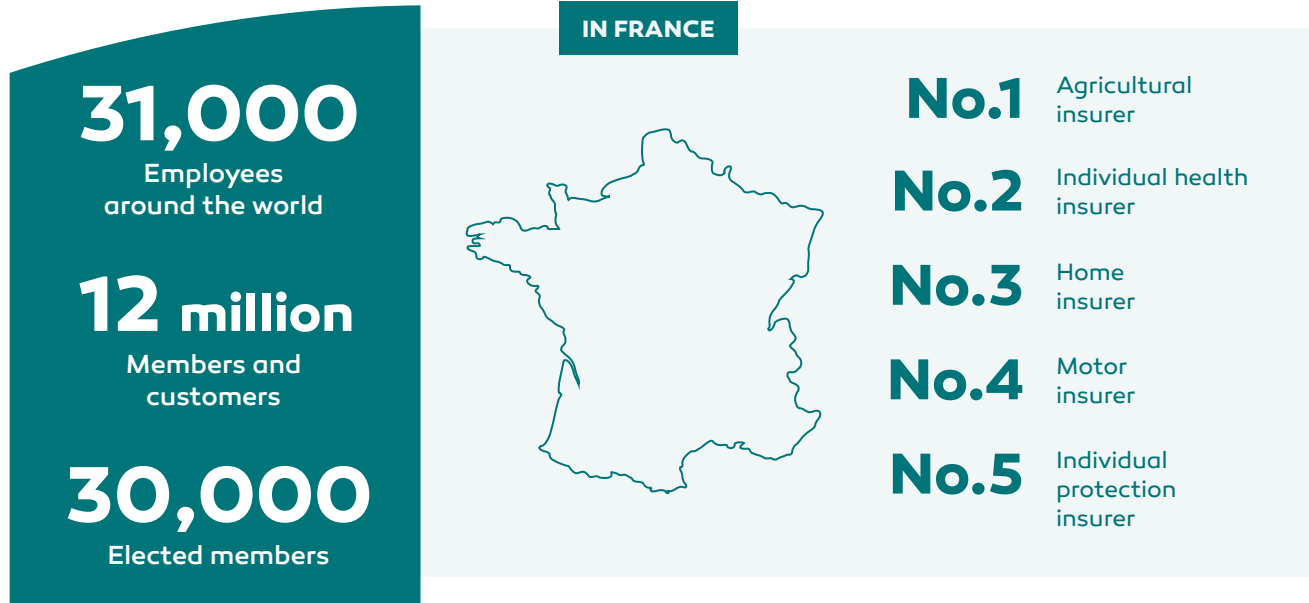 31,000
Employees
around the world
12 million
Members and
customers
30,000
Elected members
IN FRANCE
No.1 Agricultural
insurer
No.2 Individual health
insurer
No.3 Home
insurer
No.4 Motor
insurer
No.5 Individual
protection
insurer